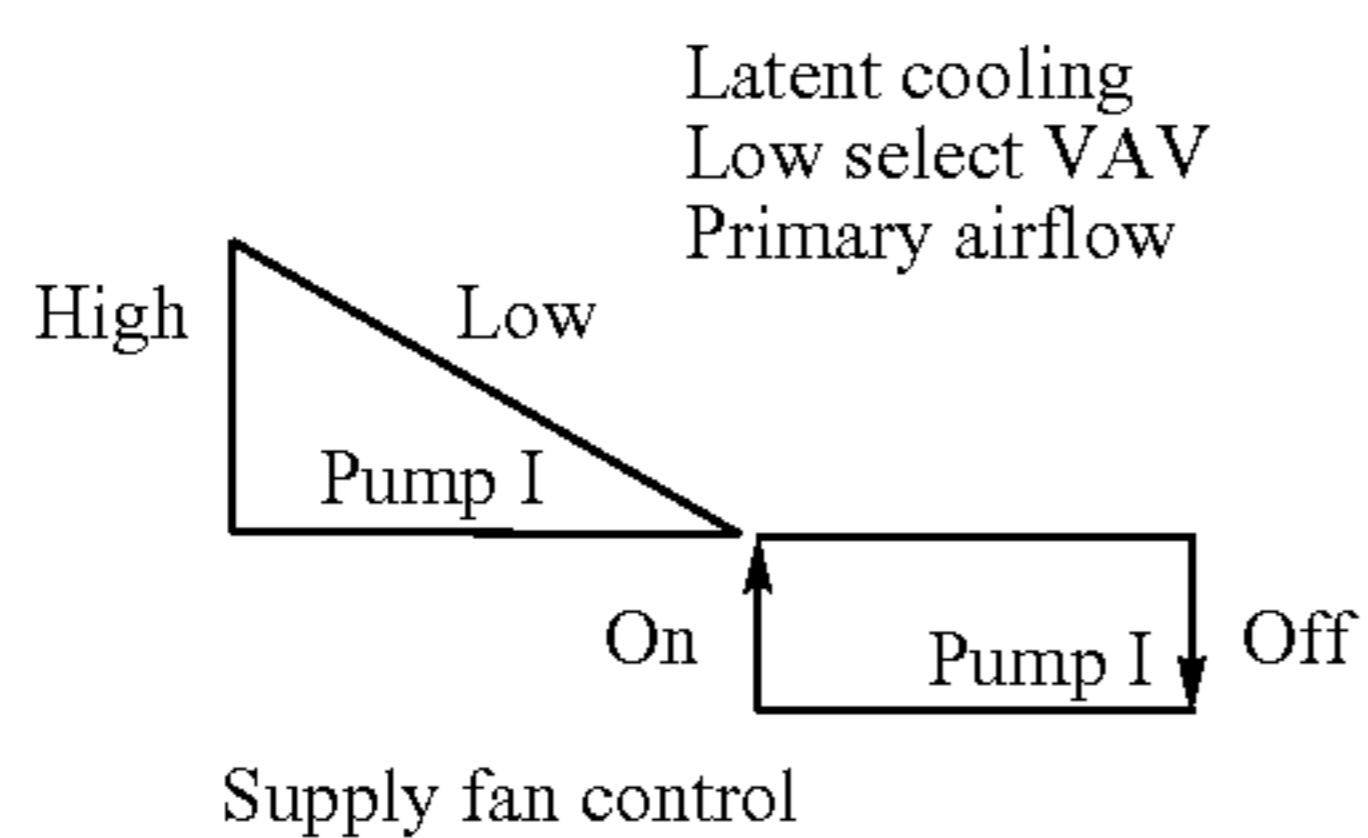 Latent cooling
Low select VAV
Primary airflow
High
Low
Pump I
On
Pump I
Off
Supply fan control